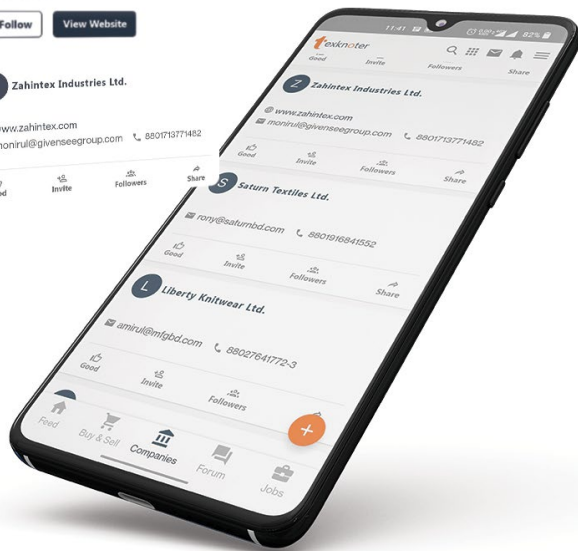 Follow View Website
Zahintex Industries Ltd.
monirul@givenseegroup.com 8801713771482
Invite Followers Share
11:41 82%
texknoter
Good Invite Followers Share
Z Zahintex Industries Ltd.
www.zahintex.com
monirul@givenseegroup.com 8801713771482
Good Invite Followers Share
S Saturn Textiles Ltd.
rony@saturnbd.com 8801916841552
Good Invite Followers Share
L Liberty Knitwear Ltd.
amirul@mfgbd.com 88027641772-3
Good Invite Followers
Feed Buy & Sell Companies Forum Jobs